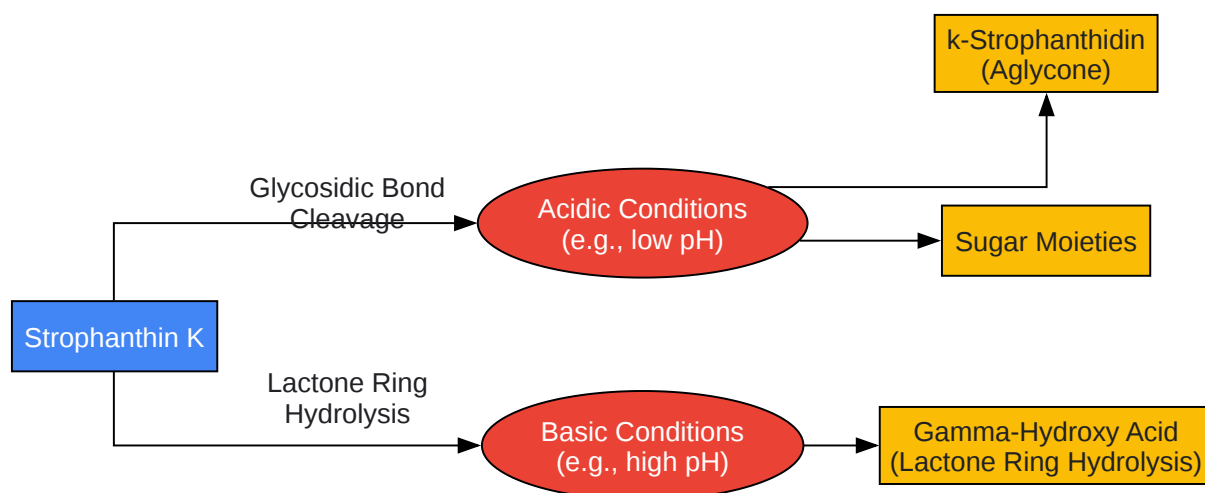 k-Strophanthidin
(Aglycone)
Glycosidic Bond
Cleavage
Acidic Conditions
(e.g., low pH)
Sugar Moieties
Strophanthin K
Lactone Ring
Hydrolysis
Basic Conditions
(e.g., high pH)
Gamma-Hydroxy Acid
(Lactone Ring Hydrolysis)